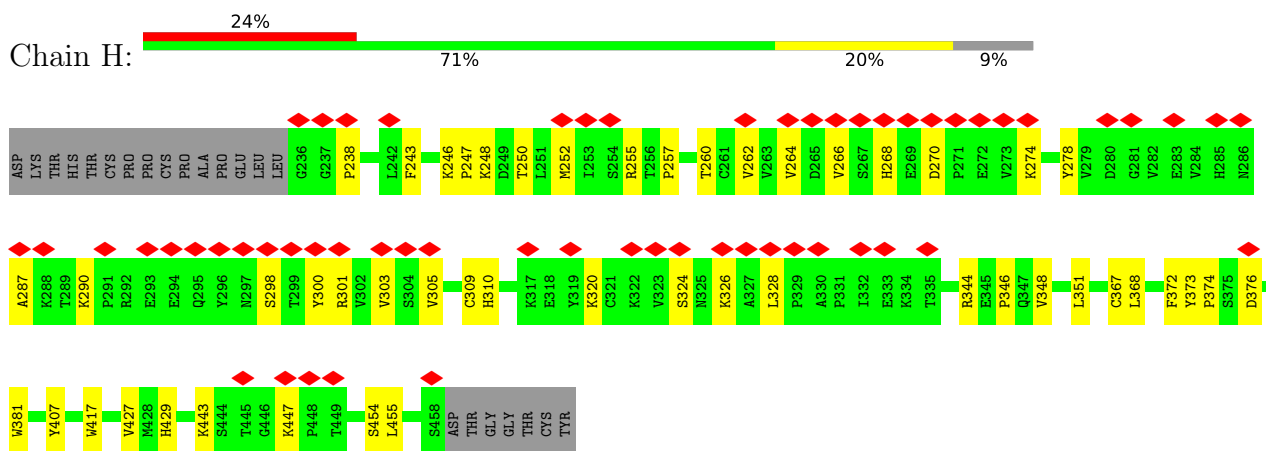 24%
Chain H:
71% 20% 9%
ASP LYS THR HIS THR CYS PRO PRO CYS PRO ALA PRO GLU LEU LEU G236 G237 P238 L242 F243 K246 P247 K248 D249 T250 L251 M252 I253 S254 R255 T256 P257 T260 C261 V262 V263 V264 D265 V266 S267 H268 E269 D270 P271 E272 V273 K274 Y278 V279 D280 G281 V282 E283 V284 H285 N286
A287 K288 T289 K290 P291 R292 E293 E294 Q295 Y296 N297 S298 T299 Y300 R301 V302 V303 S304 V305 C309 H310 K317 E318 Y319 K320 C321 K322 V323 S324 N325 K326 A327 L328 P329 A330 P331 I332 E333 K334 T335 R344 E345 P346 Q347 V348 L351 C367 L368 F372 Y373 P374 S375 D376
W381 Y407 W417 V427 M428 H429 K443 S444 T445 G446 K447 P448 T449 S454 L455 S458 ASP THR GLY GLY THR CYS TYR